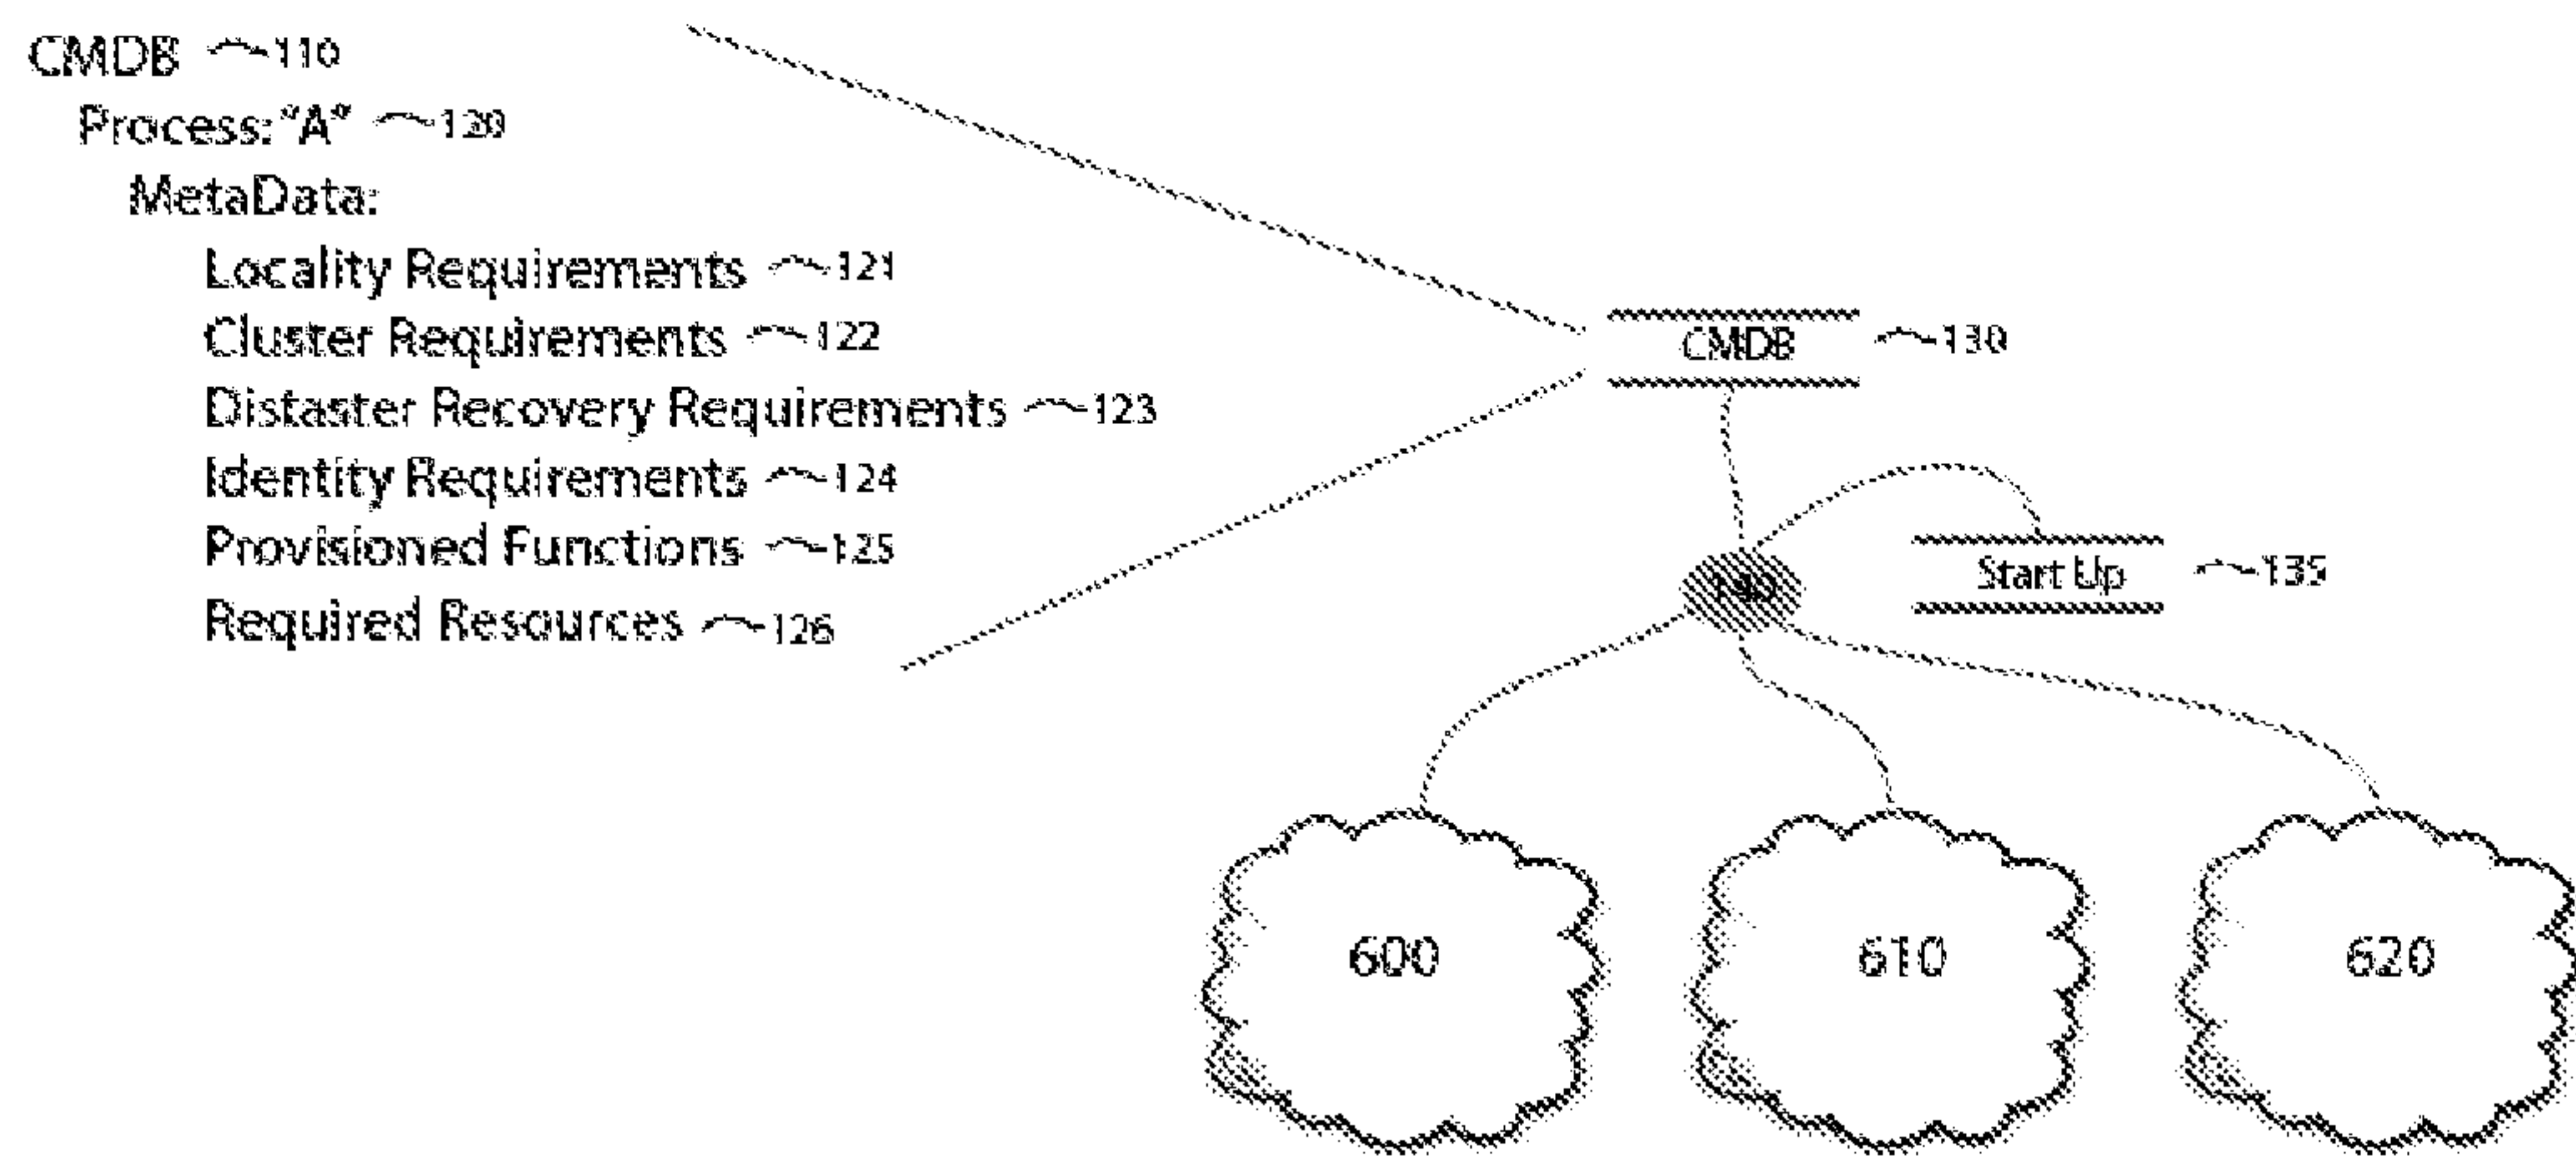 CMDB 110
Process: "A" 120
MetaData:
Locality Requirements 121
Cluster Requirements 122
Distaster Recovery Requirements 123
Identity Requirements 124
Provisioned Functions 125
Required Resources 126
CMDB 130
Start Up 135
140
600
610
620